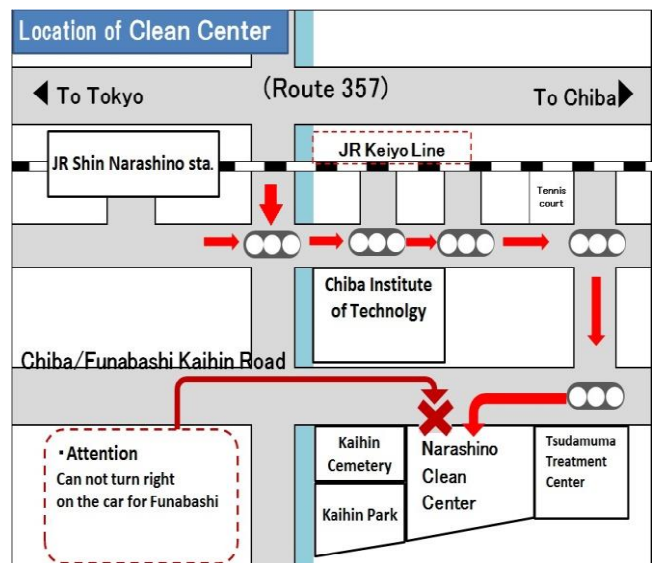 Location of Clean Center
To Tokyo
(Route 357)
To Chiba
JR Shin Narashino sta.
JR Keiyo Line
Tennis
court
Chiba Institute
of Technolgy
Chiba/Funabashi Kaihin Road
・Attention
Can not turn right
on the car for Funabashi
Kaihin
Cemetery
Kaihin Park
Narashino
Clean
Center
Tsudamuma
Treatment
Center